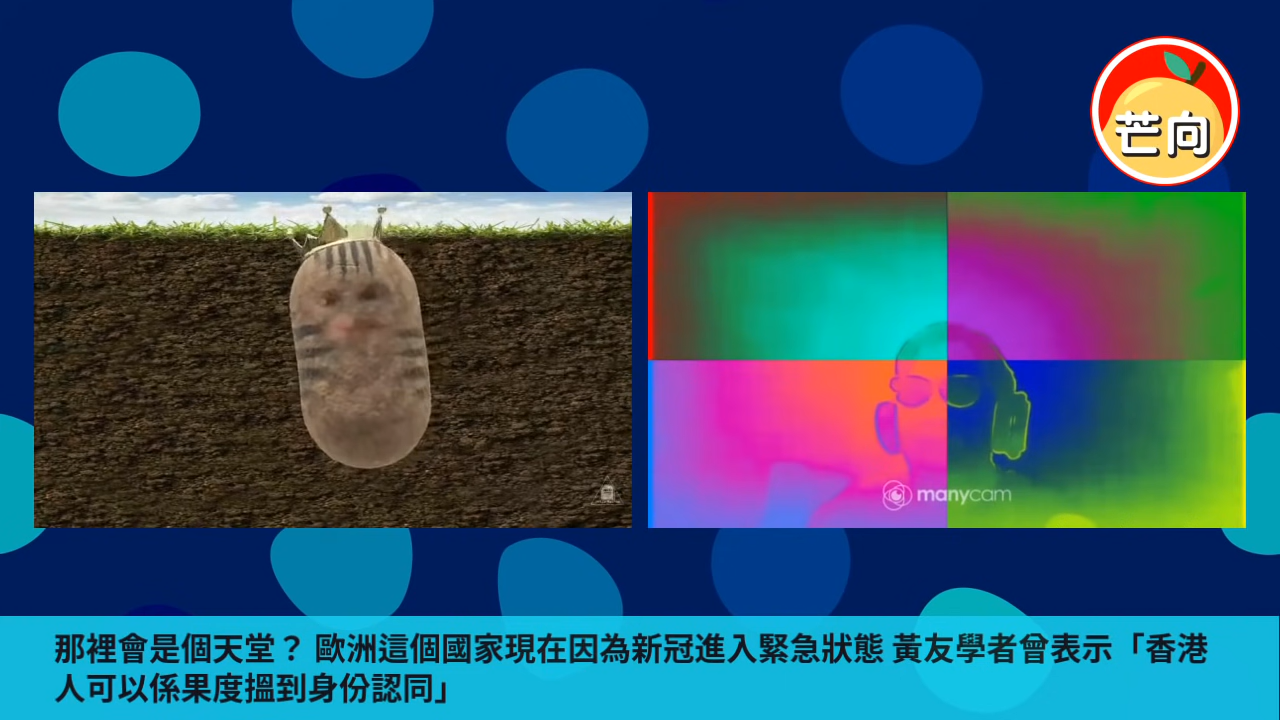 芒向
manycam
那裡會是個天堂？ 歐洲這個國家現在因為新冠進入緊急狀態 黃友學者曾表示「香港
人可以係果度搵到身份認同」